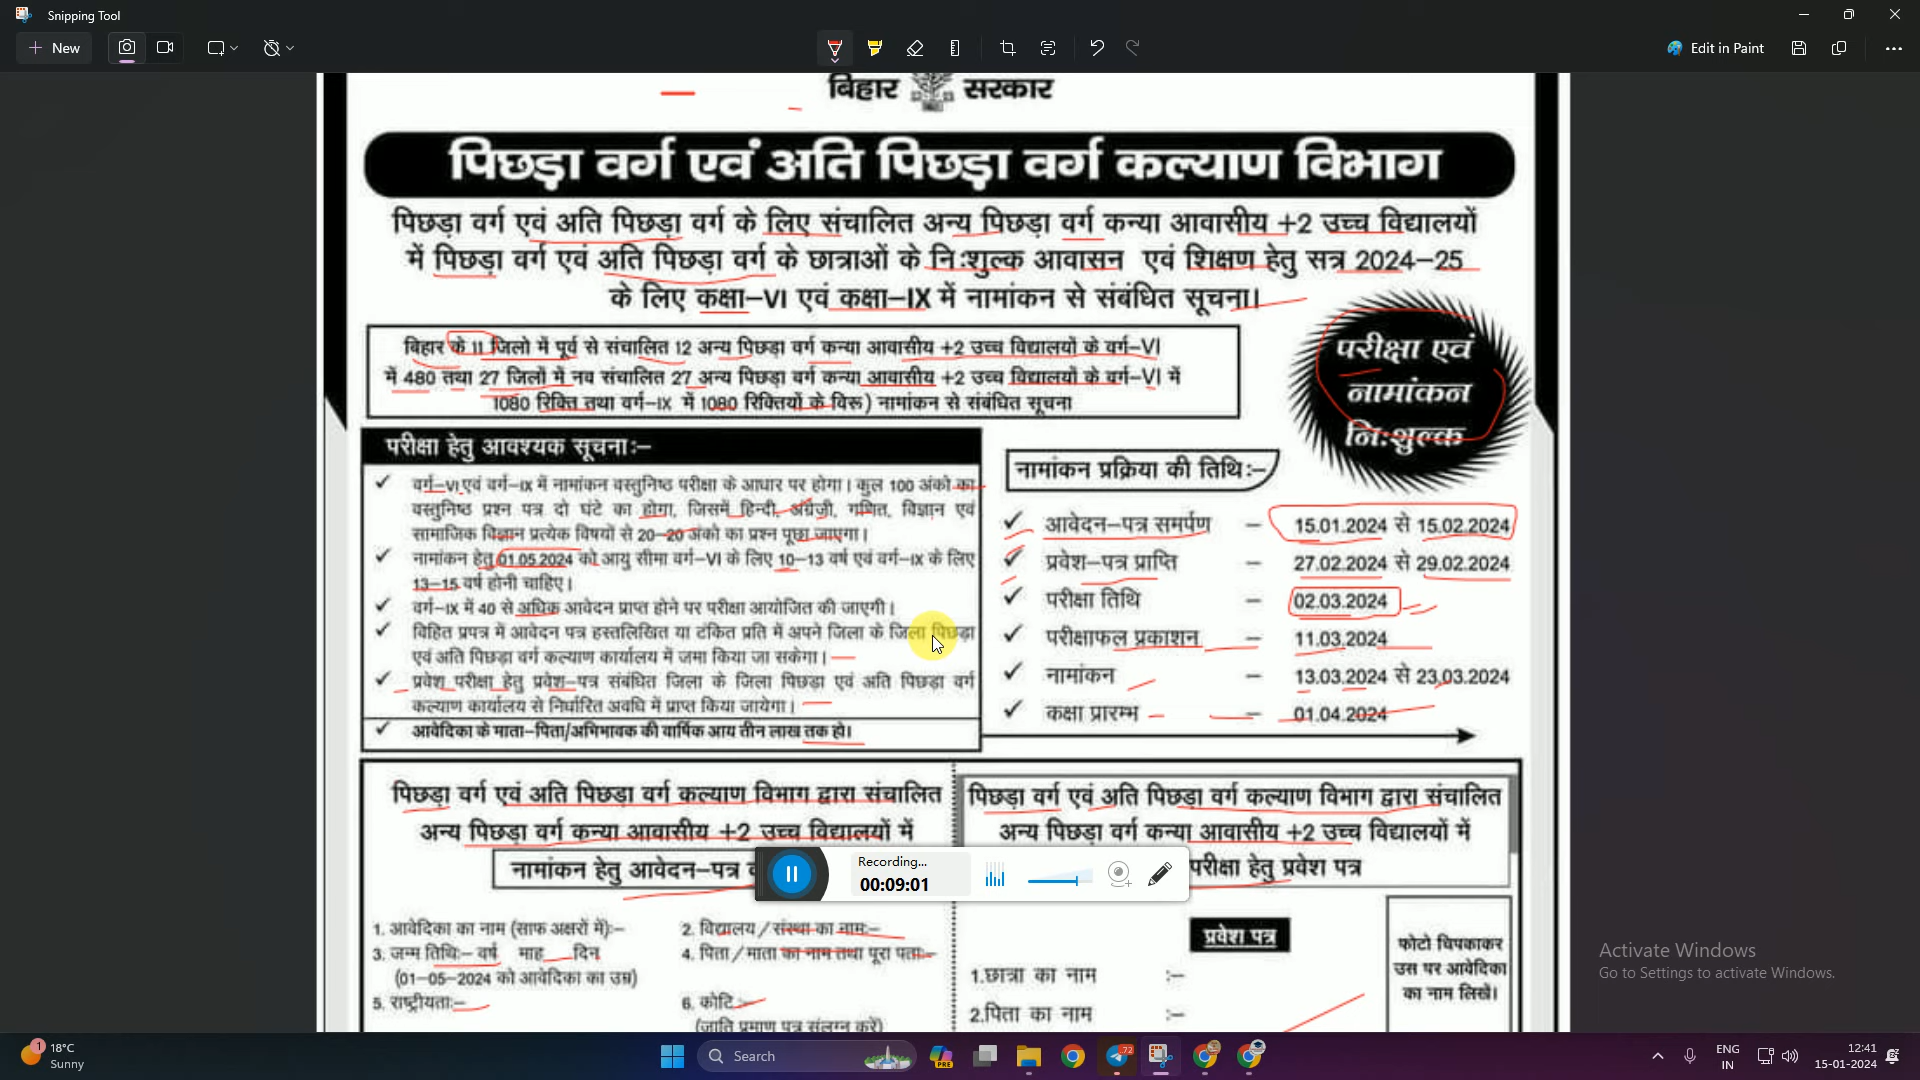 Snipping Tool
New
Edit in Paint
बिहार सरकार
पिछड़ा वर्ग एवं अति पिछड़ा वर्ग कल्याण विभाग
पिछड़ा वर्ग एवं अति पिछड़ा वर्ग के लिए संचालित अन्य पिछड़ा वर्ग कन्या आवासीय +2 उच्च विद्यालयों
में पिछड़ा वर्ग एवं अति पिछड़ा वर्ग के छात्राओं के निःशुल्क आवासन एवं शिक्षण हेतु सत्र 2024–25
के लिए कक्षा–VI एवं कक्षा–IX में नामांकन से संबंधित सूचना।
बिहार के 11 जिलो में पूर्व से संचालित 12 अन्य पिछड़ा वर्ग कन्या आवासीय +2 उच्च विद्यालयों के वर्ग–VI
में 480 तथा 27 जिलों में नव संचालित 27 अन्य पिछड़ा वर्ग कन्या आवासीय +2 उच्च विद्यालयों के वर्ग–VI में
1080 रिक्ति तथा वर्ग–IX में 1080 रिक्तियों के विरू) नामांकन से संबंधित सूचना
परीक्षा एवं
नामांकन
निःशुल्क
परीक्षा हेतु आवश्यक सूचनाः–
✓ वर्ग–VI एवं वर्ग–IX में नामांकन वस्तुनिष्ठ परीक्षा के आधार पर होगा। कुल 100 अंको का
वस्तुनिष्ठ प्रश्न पत्र दो घंटे का होगा, जिसमें हिन्दी, अंग्रेजी, गणित, विज्ञान एवं
सामाजिक विज्ञान प्रत्येक विषयों से 20–20 अंको का प्रश्न पूछा जाएगा।
✓ नामांकन हेतु 01.05.2024 को आयु सीमा वर्ग–VI के लिए 10–13 वर्ष एवं वर्ग–IX के लिए
13–15 वर्ष होनी चाहिए।
✓ वर्ग–IX में 40 से अधिक आवेदन प्राप्त होने पर परीक्षा आयोजित की जाएगी।
✓ विहित प्रपत्र में आवेदन पत्र हस्तलिखित या टंकित प्रति में अपने जिला के जिला पिछड़ा
एवं अति पिछड़ा वर्ग कल्याण कार्यालय में जमा किया जा सकेगा।
✓ प्रवेश परीक्षा हेतु प्रवेश–पत्र संबंधित जिला के जिला पिछड़ा एवं अति पिछड़ा वर्ग
कल्याण कार्यालय से निर्धारित अवधि में प्राप्त किया जायेगा।
✓ आवेदिका के माता–पिता/अभिभावक की वार्षिक आय तीन लाख तक हो।
नामांकन प्रक्रिया की तिथिः–
✓ आवेदन–पत्र समर्पण – 15.01.2024 से 15.02.2024
✓ प्रवेश–पत्र प्राप्ति – 27.02.2024 से 29.02.2024
✓ परीक्षा तिथि – 02.03.2024
✓ परीक्षाफल प्रकाशन – 11.03.2024
✓ नामांकन – 13.03.2024 से 23.03.2024
✓ कक्षा प्रारम्भ – 01.04.2024
पिछड़ा वर्ग एवं अति पिछड़ा वर्ग कल्याण विभाग द्वारा संचालित
अन्य पिछड़ा वर्ग कन्या आवासीय +2 उच्च विद्यालयों में
नामांकन हेतु आवेदन–पत्र
1. आवेदिका का नाम (साफ अक्षरों में):–
2. विद्यालय/संस्था का नामः–
3. जन्म तिथिः– वर्ष माह दिन
4. पिता/माता का नाम तथा पूरा पताः–
(01–05–2024 को आवेदिका का उम्र)
5. राष्ट्रीयताः–
6. कोटि :–
(जाति प्रमाण पत्र संलग्न करें)
पिछड़ा वर्ग एवं अति पिछड़ा वर्ग कल्याण विभाग द्वारा संचालित
अन्य पिछड़ा वर्ग कन्या आवासीय +2 उच्च विद्यालयों में
परीक्षा हेतु प्रवेश पत्र
प्रवेश पत्र
1.छात्रा का नाम :–
2.पिता का नाम :–
फोटो चिपकाकर
उस पर आवेदिका
का नाम लिखें।
Recording...
00:09:01
Activate Windows
Go to Settings to activate Windows.
1
18°C
Sunny
Search
PRE
72
ENG
IN
12:41
15-01-2024